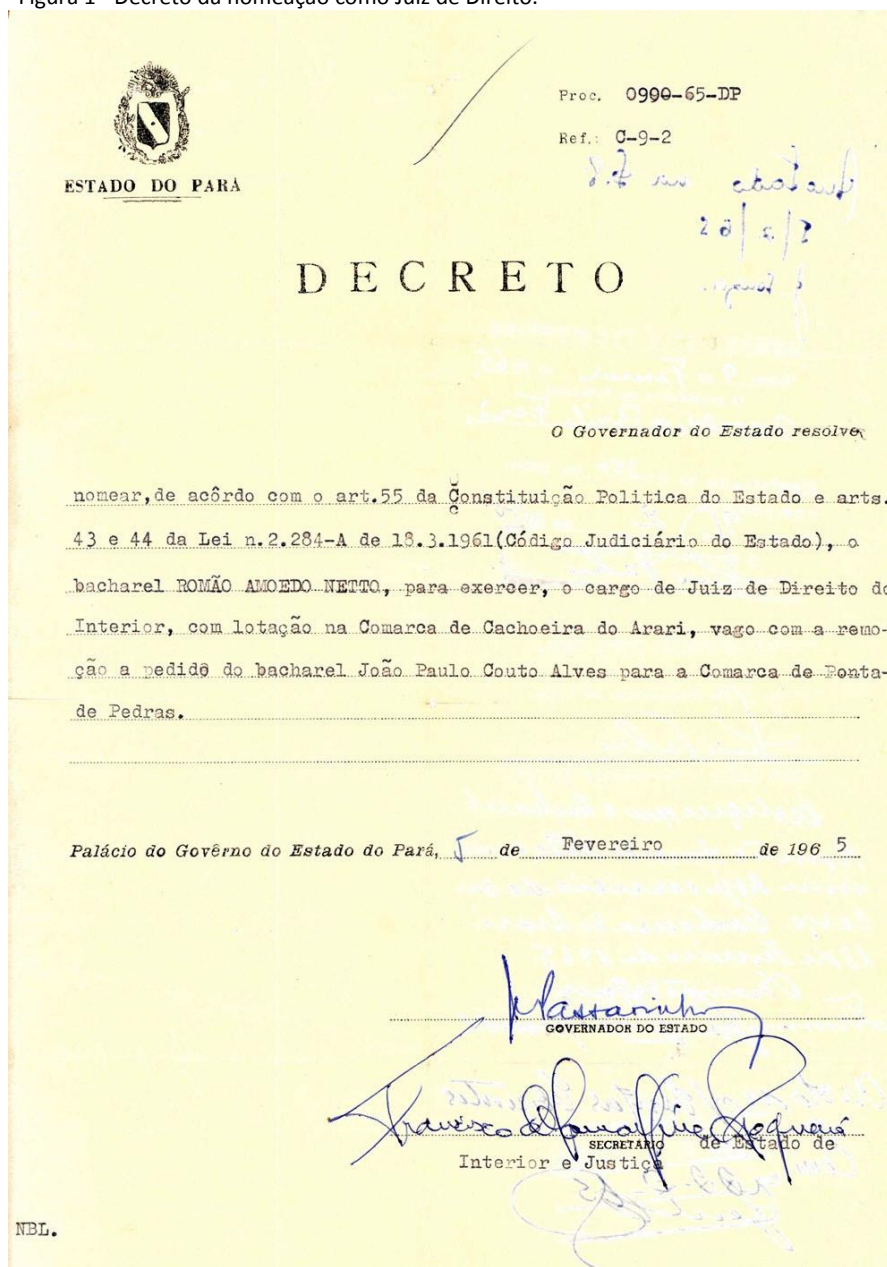 Figura 1 - Decreto da nomeação como Juiz de Direito.
Proc. 0990-65-DP
Ref.: C-9-2
ESTADO DO PARÁ
5/2/65
DECRETO
O Governador do Estado resolve
nomear, de acôrdo com o art.55 da Constituição Politica do Estado e arts.
43 e 44 da Lei n.2.284-A de 18.3.1961(Código Judiciário do Estado), o
bacharel ROMÃO AMOEDO NETTO, para exercer, o cargo de Juiz de Direito do
Interior, com lotação na Comarca de Cachoeira do Arari, vago com a remo-
ção a pedido do bacharel João Paulo Couto Alves para a Comarca de Ponta-
de Pedras.
Palácio do Govêrno do Estado do Pará, 5 de Fevereiro de 1965
GOVERNADOR DO ESTADO
SECRETÁRIO de Estado de
Interior e Justiça
NBL.